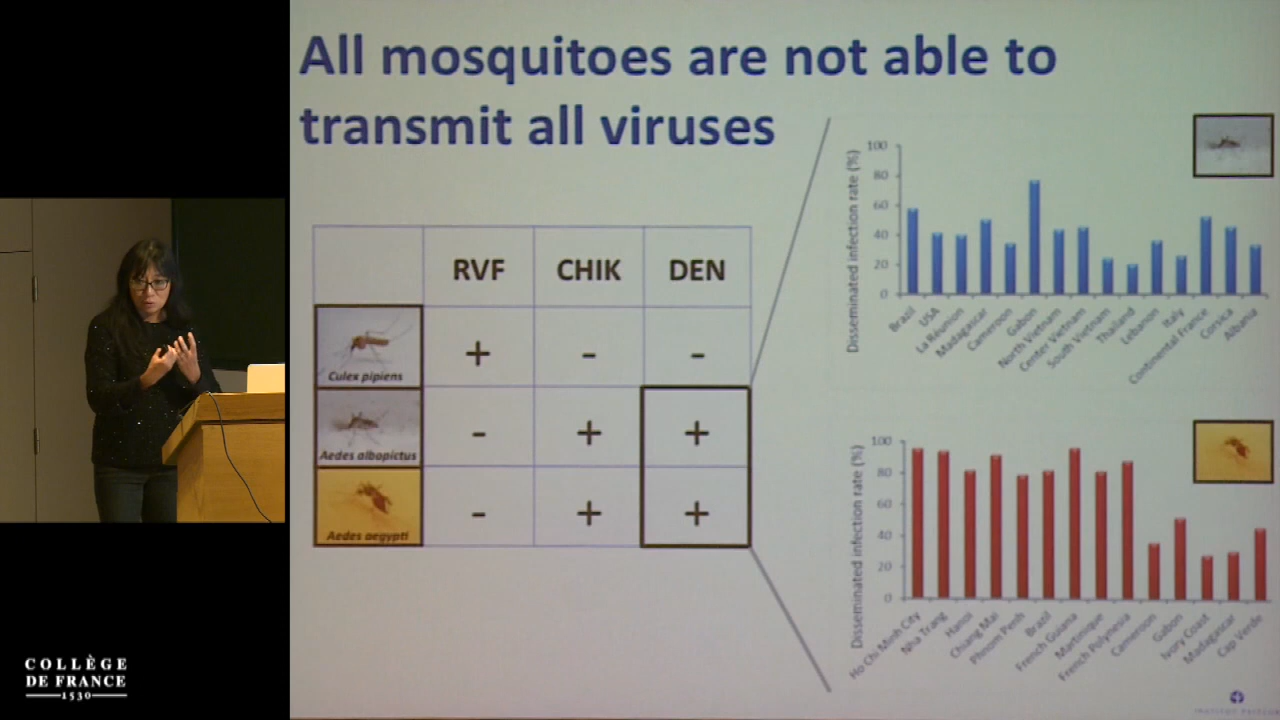 All mosquitoes are not able to
transmit all viruses
RVF
CHIK
DEN
Culex pipiens
+
-
-
Aedes albopictus
-
+
+
Aedes aegypti
-
+
+
Disseminated infection rate (%)
100
80
60
40
20
0
Brazil
USA
La Réunion
Madagascar
Cameroon
Gabon
North Vietnam
Center Vietnam
South Vietnam
Thailand
Lebanon
Italy
Continental France
Corsica
Albania
Disseminated infection rate (%)
100
80
60
40
20
0
Ho Chi Minh City
Nha Trang
Hanoi
Chiang Mai
Phnom Penh
Brazil
French Guiana
Martinique
French Polynesia
Cameroon
Gabon
Ivory Coast
Madagascar
Cap Verde
COLLÈGE
DE FRANCE
1530
INSTITUT PASTEUR